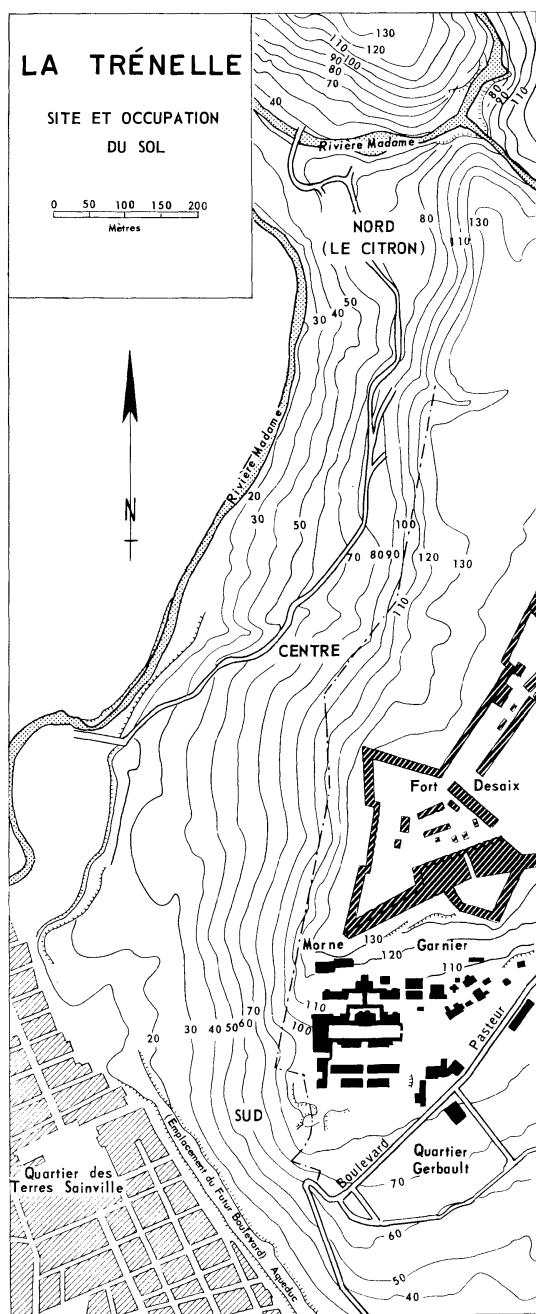 LA TRÉNELLE
SITE ET OCCUPATION
DU SOL
0 50 100 150 200
Mètres
130
110
120
100
90
80
70
40
80
90
110
Rivière Madame
NORD
(LE CITRON)
80
130
110
50
40
30
Rivière Madame
N
20
30
50
100
70
80
90
120
130
110
CENTRE
Fort Desaix
Morne Garnier
130
120
110
110
100
70
60
50
40
30
20
Pasteur
SUD
Boulevard
Quartier
Gerbault
Quartier des
Terres Sainville
Emplacement du Futur Boulevard
Aqueduc
70
60
50
40